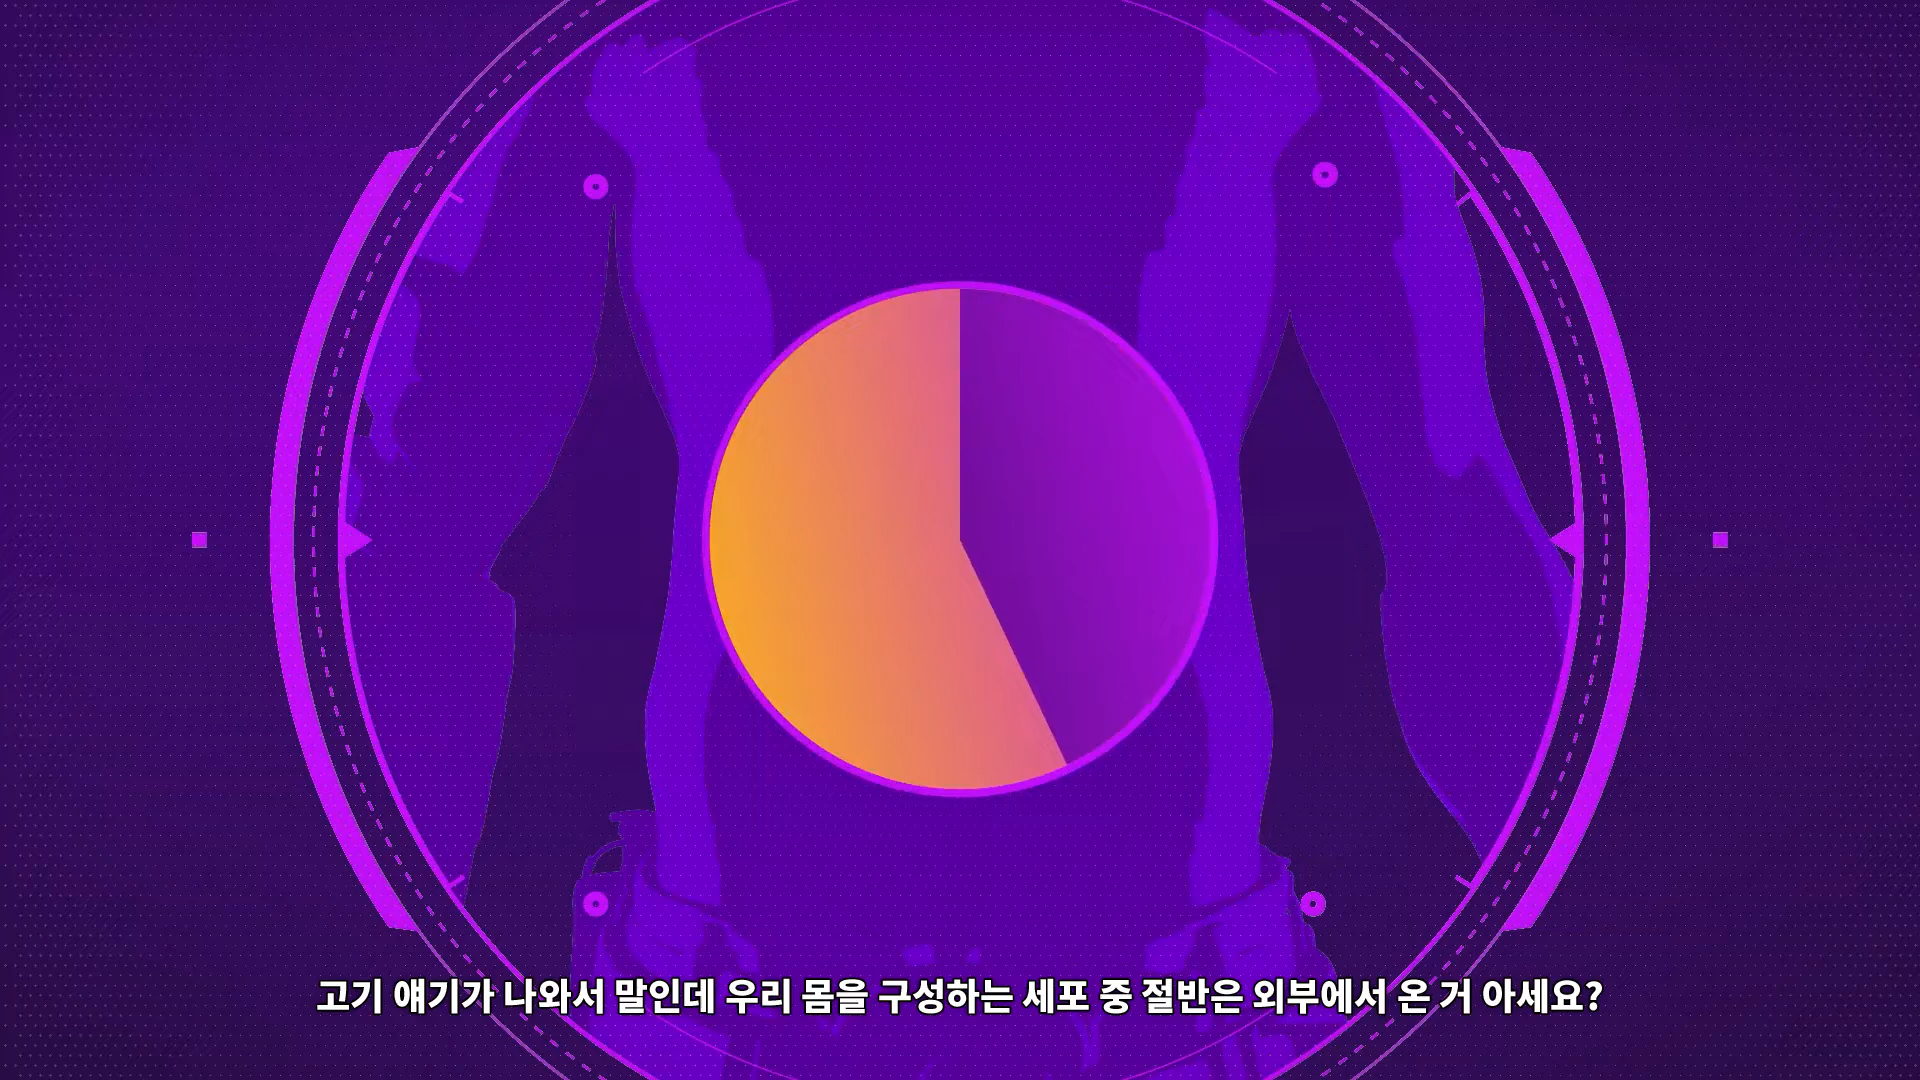 고기 얘기가 나와서 말인데 우리 몸을 구성하는 세포 중 절반은 외부에서 온 거 아세요?